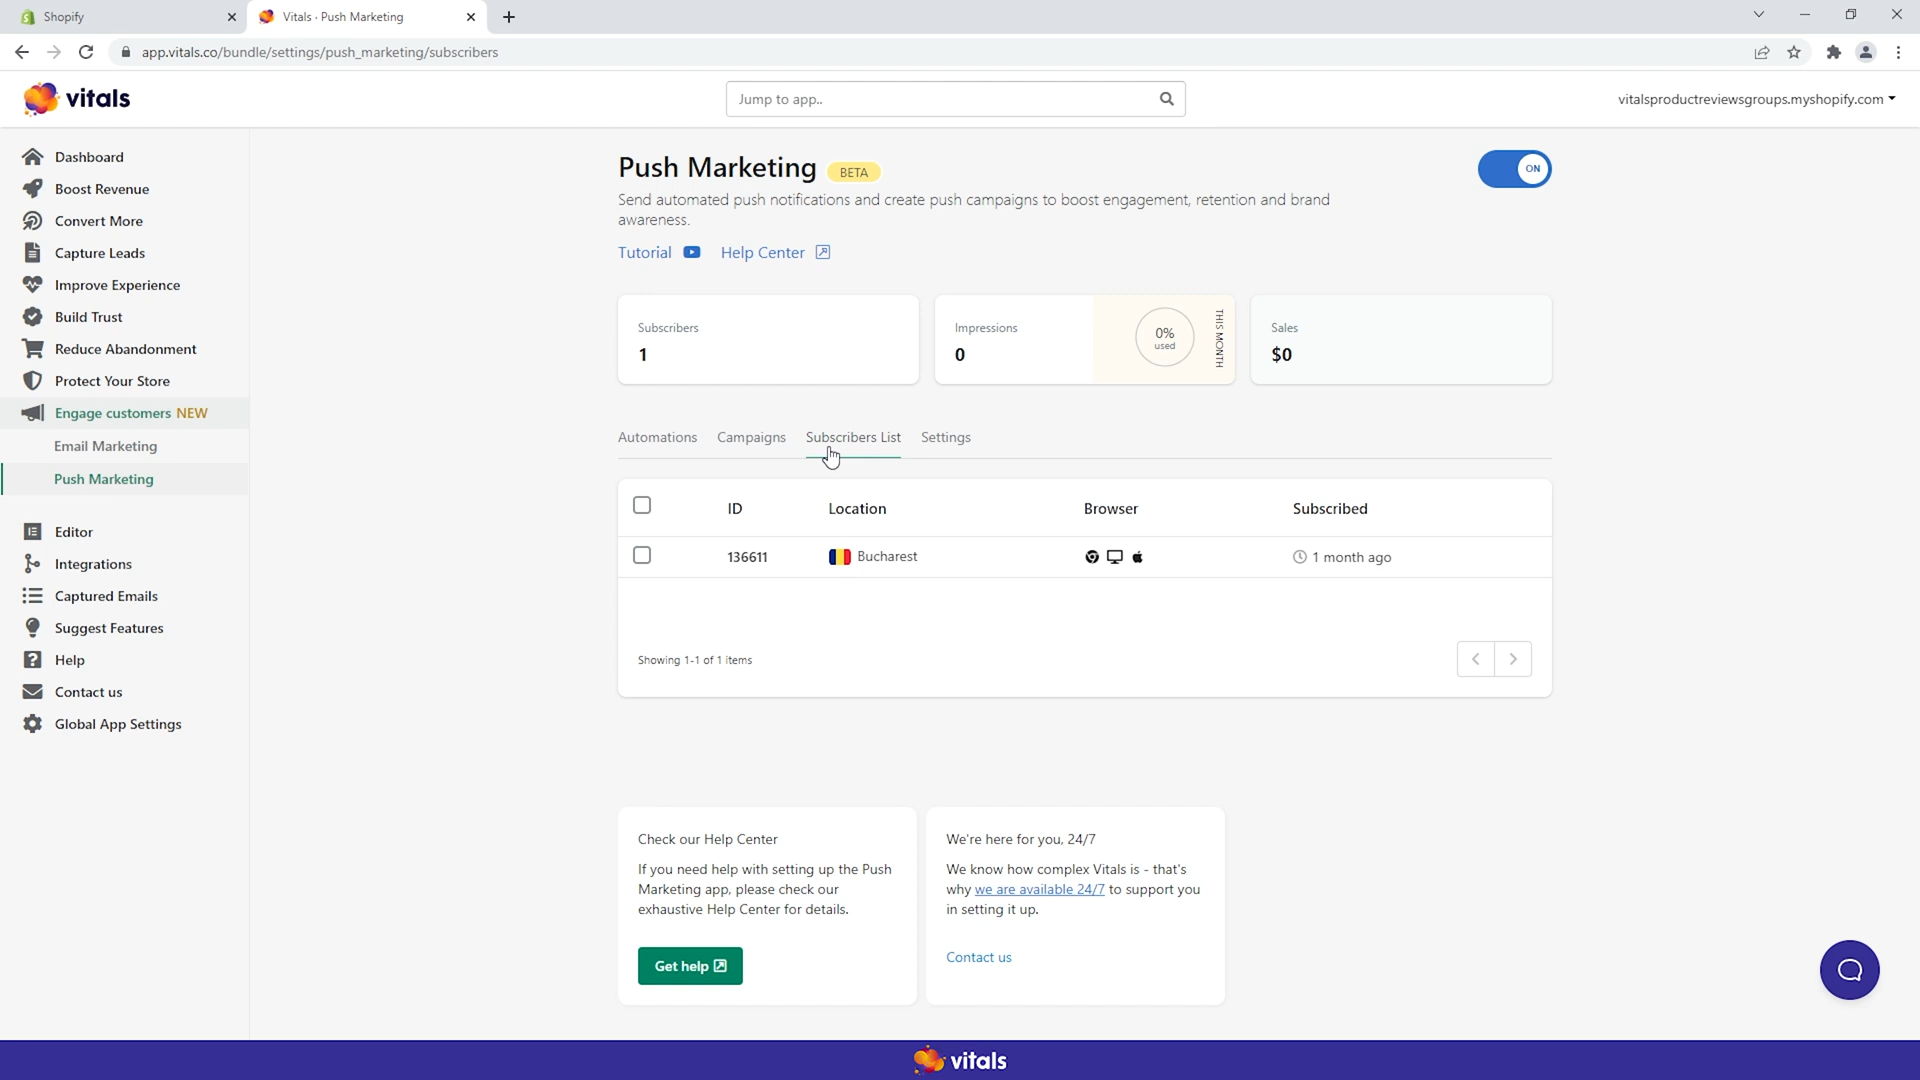 Shopify
Vitals · Push Marketing
app.vitals.co/bundle/settings/push_marketing/subscribers
vitals
Jump to app..
vitalsproductreviewsgroups.myshopify.com
Dashboard
Boost Revenue
Convert More
Capture Leads
Improve Experience
Build Trust
Reduce Abandonment
Protect Your Store
Engage customers NEW
Email Marketing
Push Marketing
Editor
Integrations
Captured Emails
Suggest Features
Help
Contact us
Global App Settings
Push Marketing BETA
ON
Send automated push notifications and create push campaigns to boost engagement, retention and brand
awareness.
Tutorial Help Center
Subscribers
1
Impressions
0
0%
used
THIS MONTH
Sales
$0
Automations Campaigns Subscribers List Settings
ID Location Browser Subscribed
136611 Bucharest 1 month ago
Showing 1-1 of 1 items
Check our Help Center
If you need help with setting up the Push
Marketing app, please check our
exhaustive Help Center for details.
Get help
We're here for you, 24/7
We know how complex Vitals is - that's
why we are available 24/7 to support you
in setting it up.
Contact us
vitals